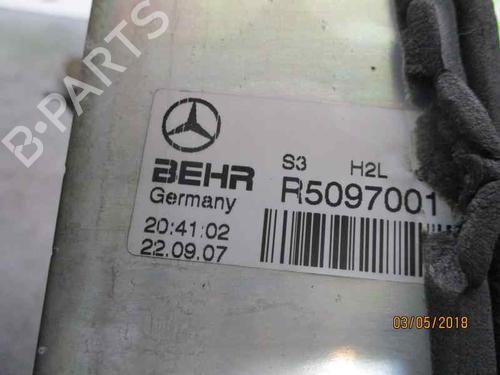 B-PARTS
S3 H2L
BEHR R5097001
Germany
20:41:02
22.09.07
03/05/2018